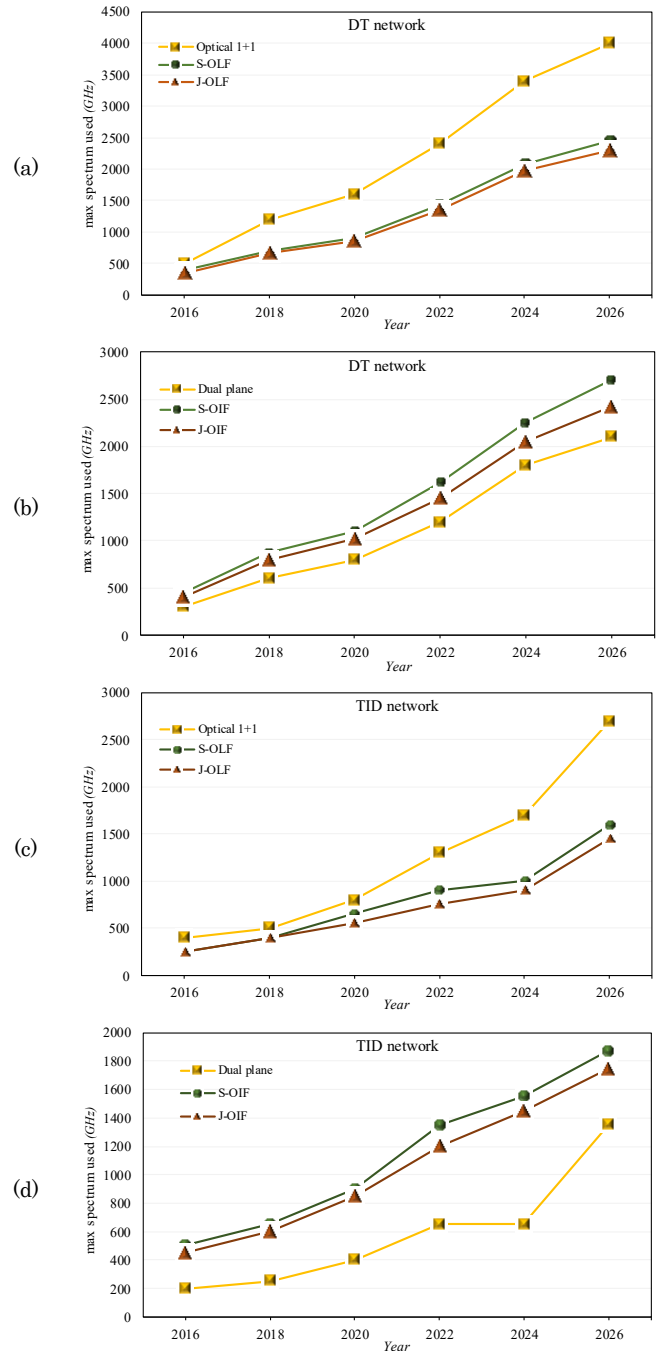 (a)
DT network
max spectrum used (GHz)
4500
4000
3500
3000
2500
2000
1500
1000
500
0
Optical 1+1
S-OLF
J-OLF
2016 2018 2020 2022 2024 2026
Year
(b)
DT network
max spectrum used (GHz)
3000
2500
2000
1500
1000
500
0
Dual plane
S-OIF
J-OIF
2016 2018 2020 2022 2024 2026
Year
(c)
TID network
max spectrum used (GHz)
3000
2500
2000
1500
1000
500
0
Optical 1+1
S-OLF
J-OLF
2016 2018 2020 2022 2024 2026
Year
(d)
TID network
max spectrum used (GHz)
2000
1800
1600
1400
1200
1000
800
600
400
200
0
Dual plane
S-OIF
J-OIF
2016 2018 2020 2022 2024 2026
Year